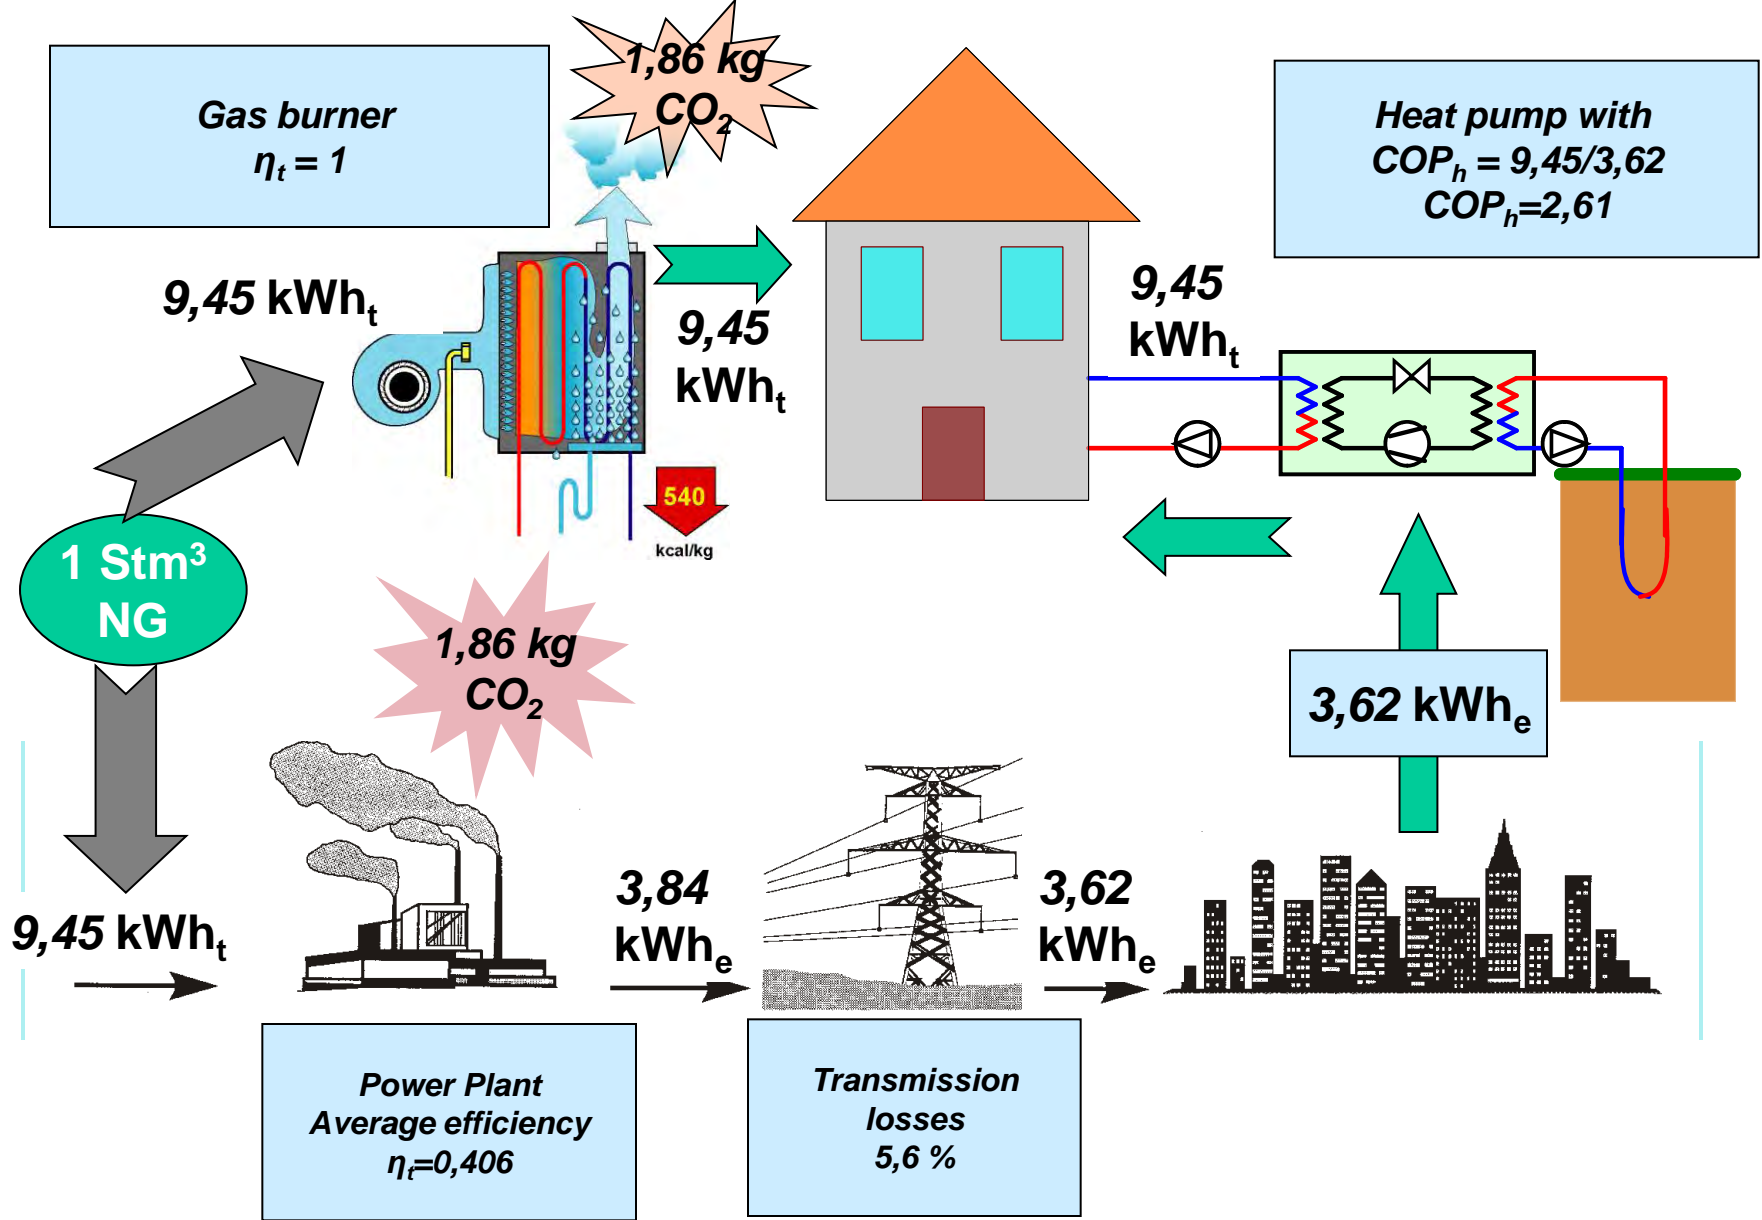 1,86 kg
CO₂
Gas burner
ηₜ = 1
Heat pump with
COPₕ = 9,45/3,62
COPₕ=2,61
9,45 kWhₜ
9,45
kWhₜ
9,45
kWhₜ
540
kcal/kg
1 Stm³
NG
1,86 kg
CO₂
3,62 kWhₑ
9,45 kWhₜ
3,84
kWhₑ
3,62
kWhₑ
Power Plant
Average efficiency
ηₜ=0,406
Transmission
losses
5,6 %